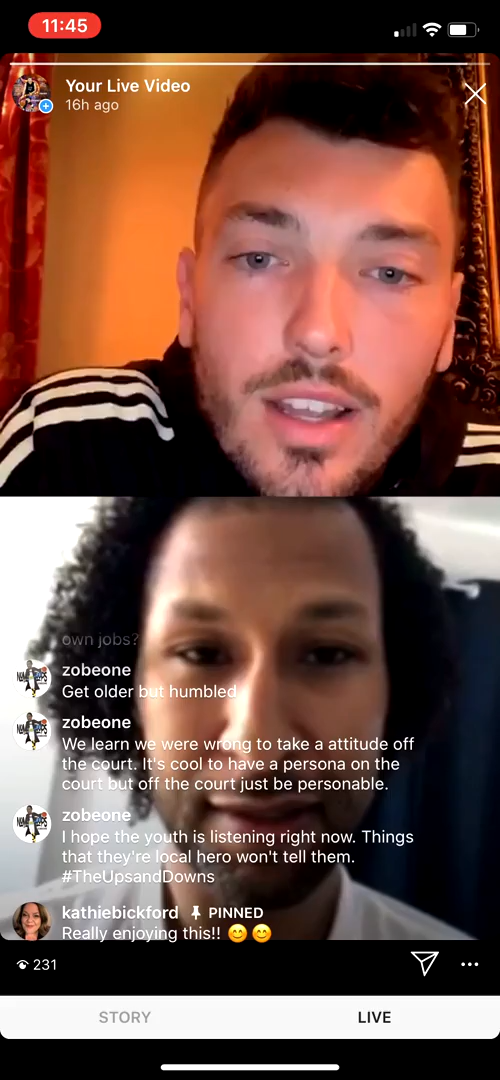 11:45
Your Live Video
16h ago
own jobs?
zobeone
Get older but humbled
zobeone
We learn we were wrong to take a attitude off
the court. It's cool to have a persona on the
court but off the court just be personable.
zobeone
I hope the youth is listening right now. Things
that they're local hero won't tell them.
#TheUpsandDowns
kathiebickford PINNED
Really enjoying this!! 😊 😊
231
STORY LIVE